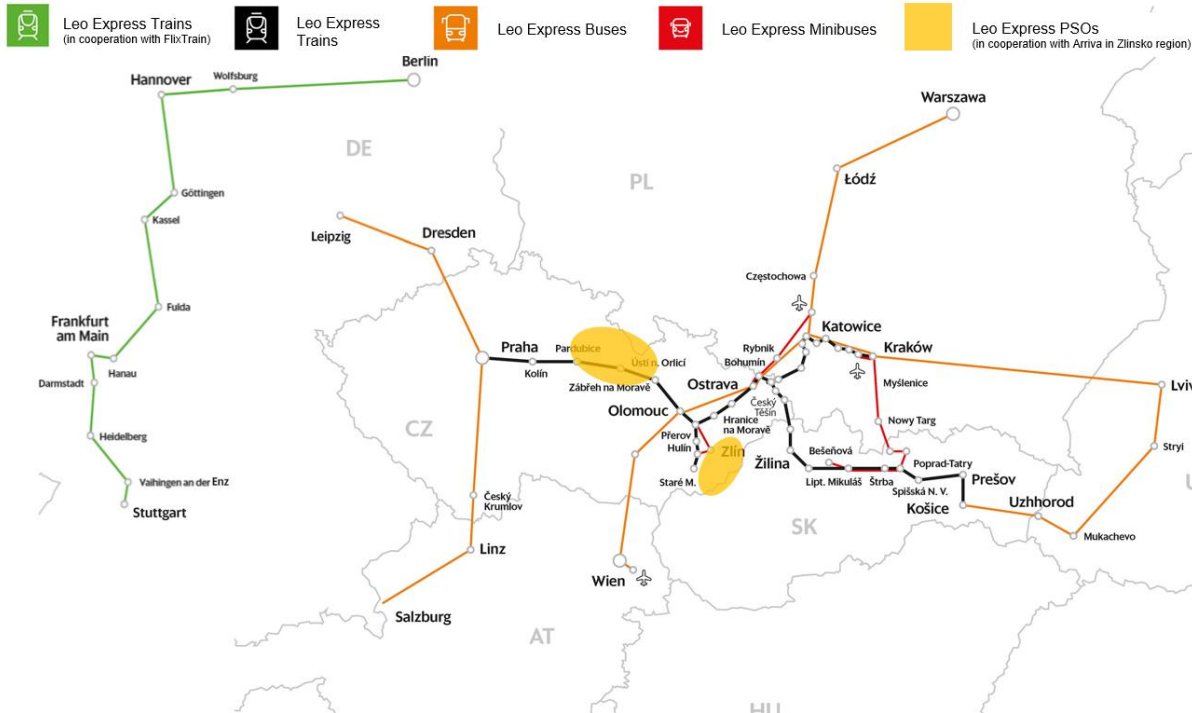 Leo Express Trains
(in cooperation with FlixTrain)
Leo Express
Trains
Leo Express Buses
Leo Express Minibuses
Leo Express PSOs
(in cooperation with Arriva in Zlinsko region)
Berlin
Hannover
Wolfsburg
Warszawa
DE
PL
Łódź
Göttingen
Kassel
Leipzig
Dresden
Częstochowa
Fulda
Frankfurt
am Main
Katowice
Praha
Pardubice
Rybnik
Kraków
Hanau
Kolín
Ústí n. Orlicí
Bohumín
Darmstadt
Zábřeh na Moravě
Ostrava
Myślenice
Lviv
Olomouc
Český
Těšín
Hranice
na Moravě
Nowy Targ
CZ
Přerov
Heidelberg
Hulín
Zlín
Bešeňová
Stryi
Žilina
Poprad-Tatry
Vaihingen an der Enz
Staré M.
Lipt. Mikuláš
Štrba
Prešov
Spišská N. V.
Český
Krumlov
Košice
Uzhhorod
Stuttgart
SK
Mukachevo
Linz
Wien
Salzburg
AT
HU